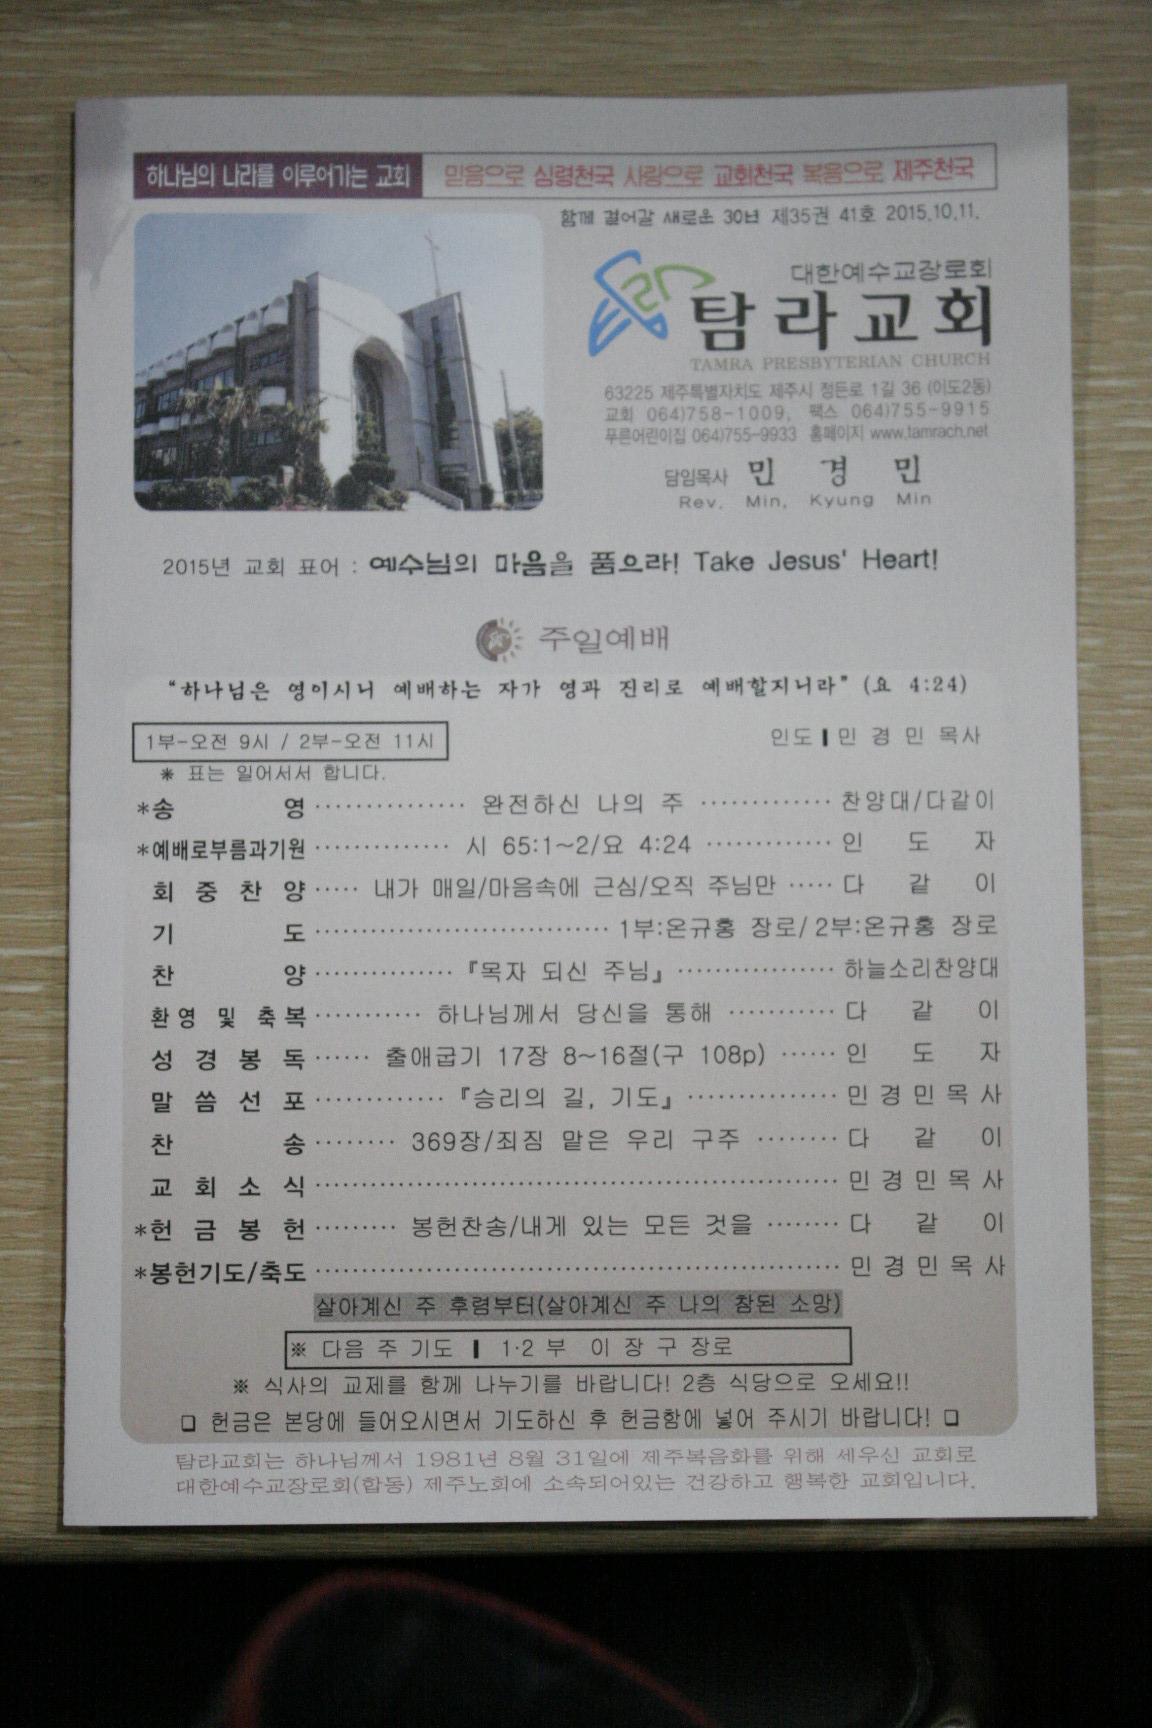 하나님의 나라를 이루어가는 교회 믿음으로 심령천국 사랑으로 교회천국 복음으로 제주천국
함께 걸어갈 새로운 30년 제35권 41호 2015.10.11.
대한예수교장로회
탐라교회
TAMRA PRESBYTERIAN CHURCH
63225 제주특별자치도 제주시 정든로 1길 36 (이도2동)
교회 064)758-1009, 팩스 064)755-9915
푸른어린이집 064)755-9933 홈페이지 www.tamrach.net
담임목사 민 경 민
Rev. Min, Kyung Min
2015년 교회 표어 : 예수님의 마음을 품으라! Take Jesus' Heart!
주일예배
"하나님은 영이시니 예배하는 자가 영과 진리로 예배할지니라" (요 4:24)
1부-오전 9시 / 2부-오전 11시 인도 ┃ 민 경 민 목사
* 표는 일어서서 합니다.
*송 영 ··············· 완전하신 나의 주 ············· 찬양대/다같이
*예배로부름과기원 ·············· 시 65:1~2/요 4:24 ············· 인 도 자
회 중 찬 양 ····· 내가 매일/마음속에 근심/오직 주님만 ····· 다 같 이
기 도 ······························ 1부:온규홍 장로/ 2부:온규홍 장로
찬 양 ·············· 『목자 되신 주님』 ················ 하늘소리찬양대
환영 및 축복 ··········· 하나님께서 당신을 통해 ··········· 다 같 이
성 경 봉 독 ······ 출애굽기 17장 8~16절(구 108p) ······ 인 도 자
말 씀 선 포 ············· 『승리의 길, 기도』 ··············· 민 경 민 목 사
찬 송 ········ 369장/죄짐 맡은 우리 구주 ········ 다 같 이
교 회 소 식 ····················································· 민 경 민 목 사
*헌 금 봉 헌 ········· 봉헌찬송/내게 있는 모든 것을 ········ 다 같 이
*봉헌기도/축도 ····················································· 민 경 민 목 사
살아계신 주 후렴부터(살아계신 주 나의 참된 소망)
※ 다음 주 기도 ┃ 1·2 부 이 장 구 장로
※ 식사의 교제를 함께 나누기를 바랍니다! 2층 식당으로 오세요!!
❏ 헌금은 본당에 들어오시면서 기도하신 후 헌금함에 넣어 주시기 바랍니다! ❏
탐라교회는 하나님께서 1981년 8월 31일에 제주복음화를 위해 세우신 교회로
대한예수교장로회(합동) 제주노회에 소속되어있는 건강하고 행복한 교회입니다.